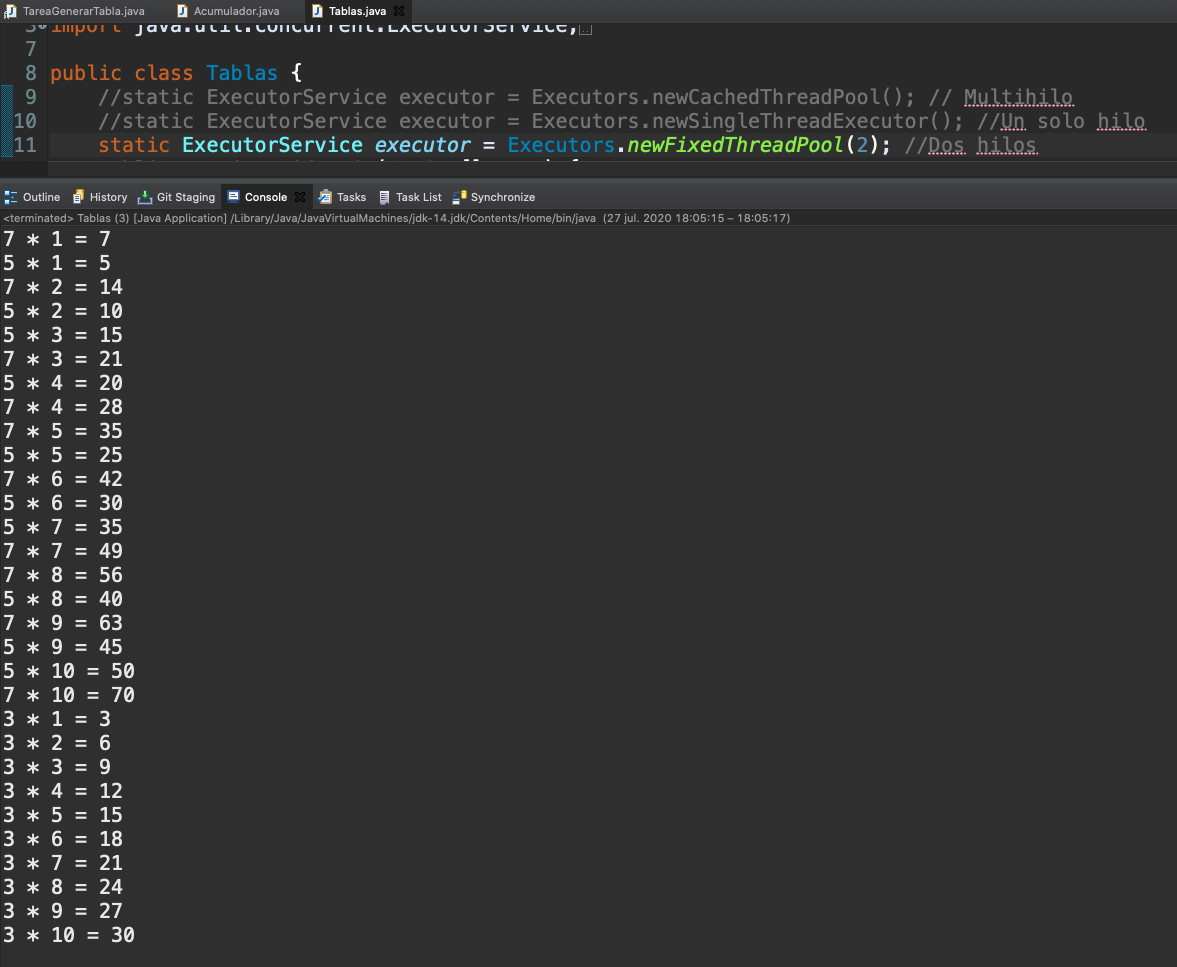 TareaGenerarTabla.java Acumulador.java Tablas.java
import java.util.concurrent.ExecutorService;
7
8 public class Tablas {
9 //static ExecutorService executor = Executors.newCachedThreadPool(); // Multihilo
10 //static ExecutorService executor = Executors.newSingleThreadExecutor(); //Un solo hilo
11 static ExecutorService executor = Executors.newFixedThreadPool(2); //Dos hilos
Outline History Git Staging Console Tasks Task List Synchronize
<terminated> Tablas (3) [Java Application] /Library/Java/JavaVirtualMachines/jdk-14.jdk/Contents/Home/bin/java (27 jul. 2020 18:05:15 – 18:05:17)
7 * 1 = 7
5 * 1 = 5
7 * 2 = 14
5 * 2 = 10
5 * 3 = 15
7 * 3 = 21
5 * 4 = 20
7 * 4 = 28
7 * 5 = 35
5 * 5 = 25
7 * 6 = 42
5 * 6 = 30
5 * 7 = 35
7 * 7 = 49
7 * 8 = 56
5 * 8 = 40
7 * 9 = 63
5 * 9 = 45
5 * 10 = 50
7 * 10 = 70
3 * 1 = 3
3 * 2 = 6
3 * 3 = 9
3 * 4 = 12
3 * 5 = 15
3 * 6 = 18
3 * 7 = 21
3 * 8 = 24
3 * 9 = 27
3 * 10 = 30